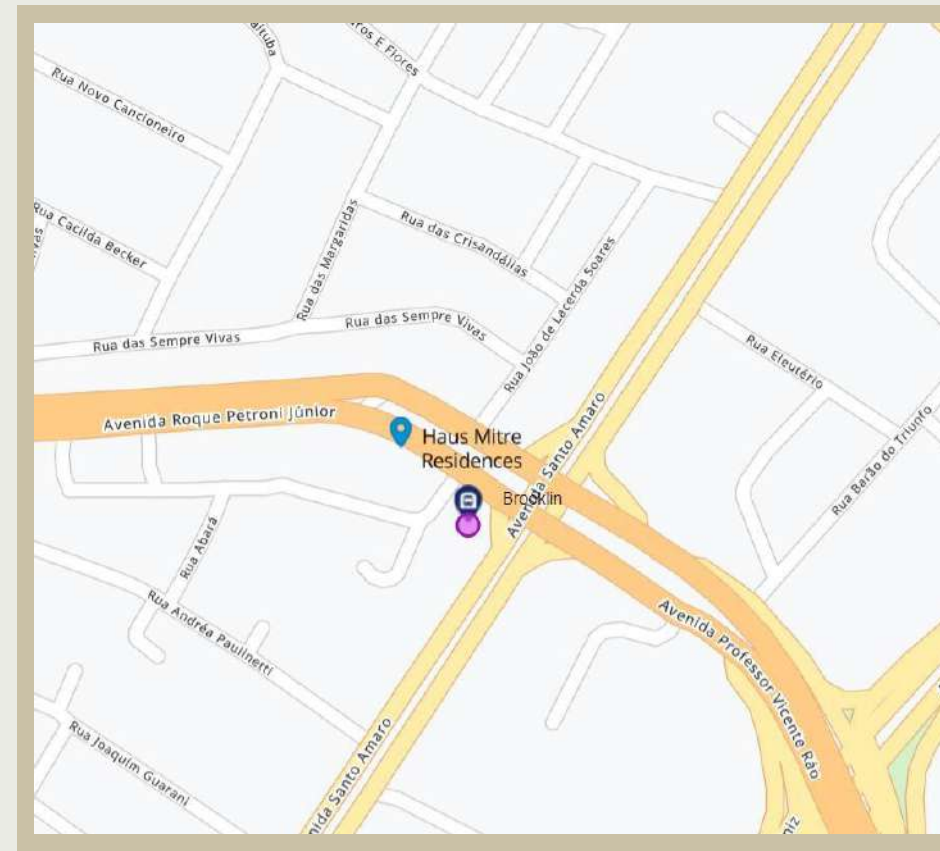 Rua Novo Cancioneiro
Rua Cacilda Becker
Rua das Margaridas
Rua das Crisandálias
Rua João de Lacerda Soares
Rua das Sempre Vivas
Rua das Sempre Vivas
Rua Eleutério
Rua Barão do Triunfo
Avenida Roque Petroni Júnior
Haus Mitre
Residences
Brooklin
Avenida Santo Amaro
Rua Abará
Rua Andréa Paulinetti
Avenida Professor Vicente Ráo
Rua Joaquim Guarani
nida Santo Amaro